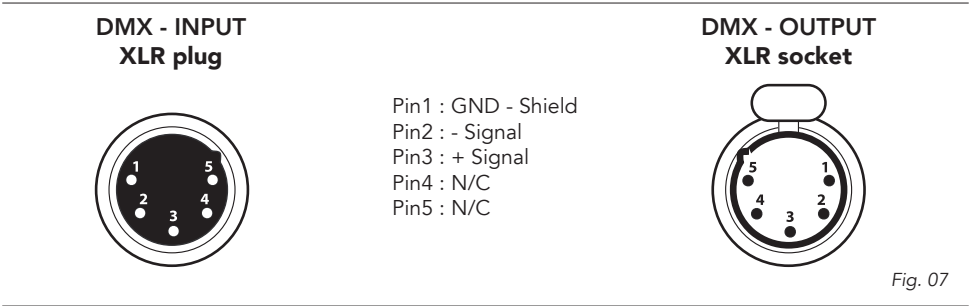 DMX - INPUT
XLR plug
1
5
2
4
3
Pin1 : GND - Shield
Pin2 : - Signal
Pin3 : + Signal
Pin4 : N/C
Pin5 : N/C
DMX - OUTPUT
XLR socket
5
1
4
2
3
Fig. 07